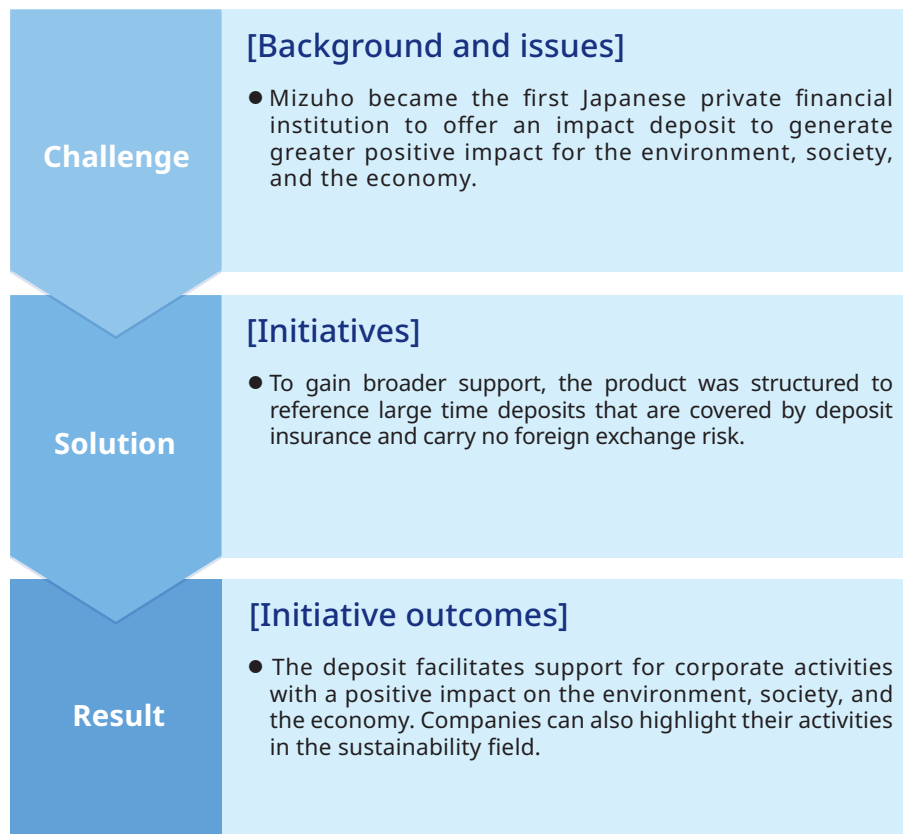 Challenge
[Background and issues]
● Mizuho became the first Japanese private financial
institution to offer an impact deposit to generate
greater positive impact for the environment, society,
and the economy.
Solution
[Initiatives]
● To gain broader support, the product was structured to
reference large time deposits that are covered by deposit
insurance and carry no foreign exchange risk.
Result
[Initiative outcomes]
● The deposit facilitates support for corporate activities
with a positive impact on the environment, society, and
the economy. Companies can also highlight their activities
in the sustainability field.